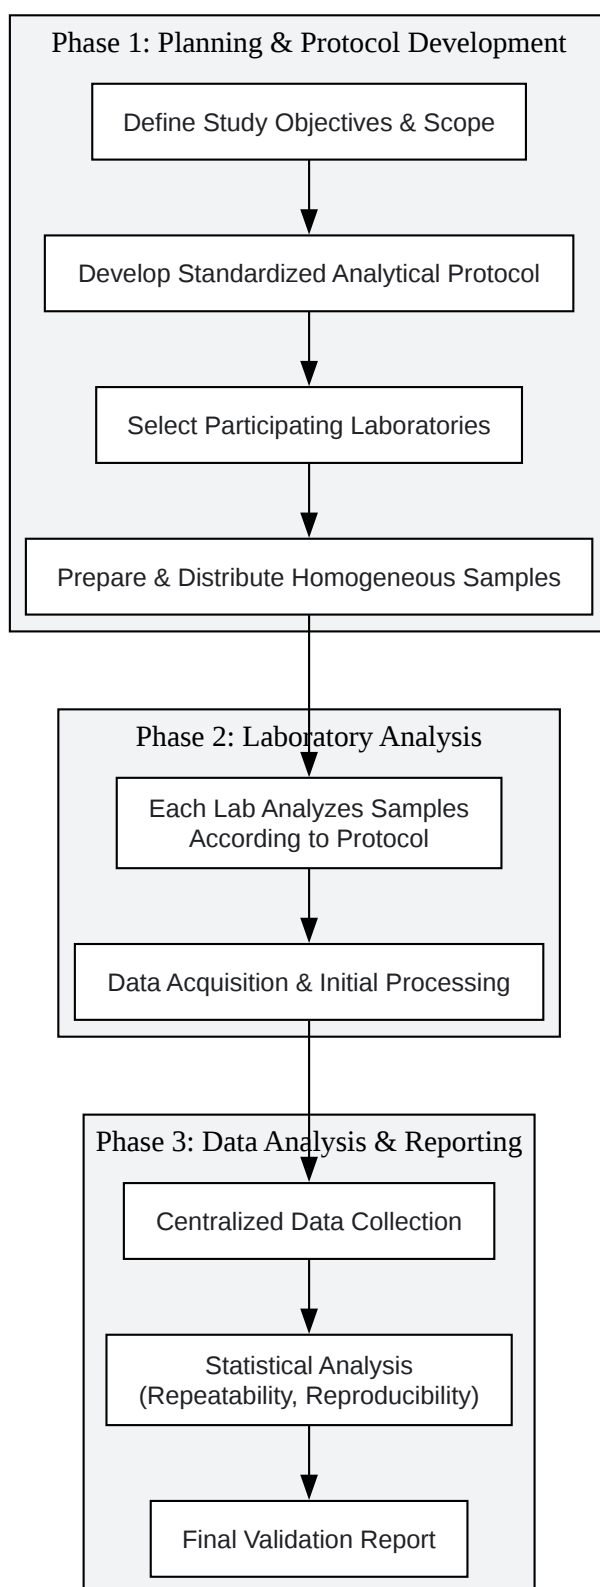 Phase 1: Planning & Protocol Development
Define Study Objectives & Scope
Develop Standardized Analytical Protocol
Select Participating Laboratories
Prepare & Distribute Homogeneous Samples
Phase 2: Laboratory Analysis
Each Lab Analyzes Samples
According to Protocol
Data Acquisition & Initial Processing
Phase 3: Data Analysis & Reporting
Centralized Data Collection
Statistical Analysis
(Repeatability, Reproducibility)
Final Validation Report